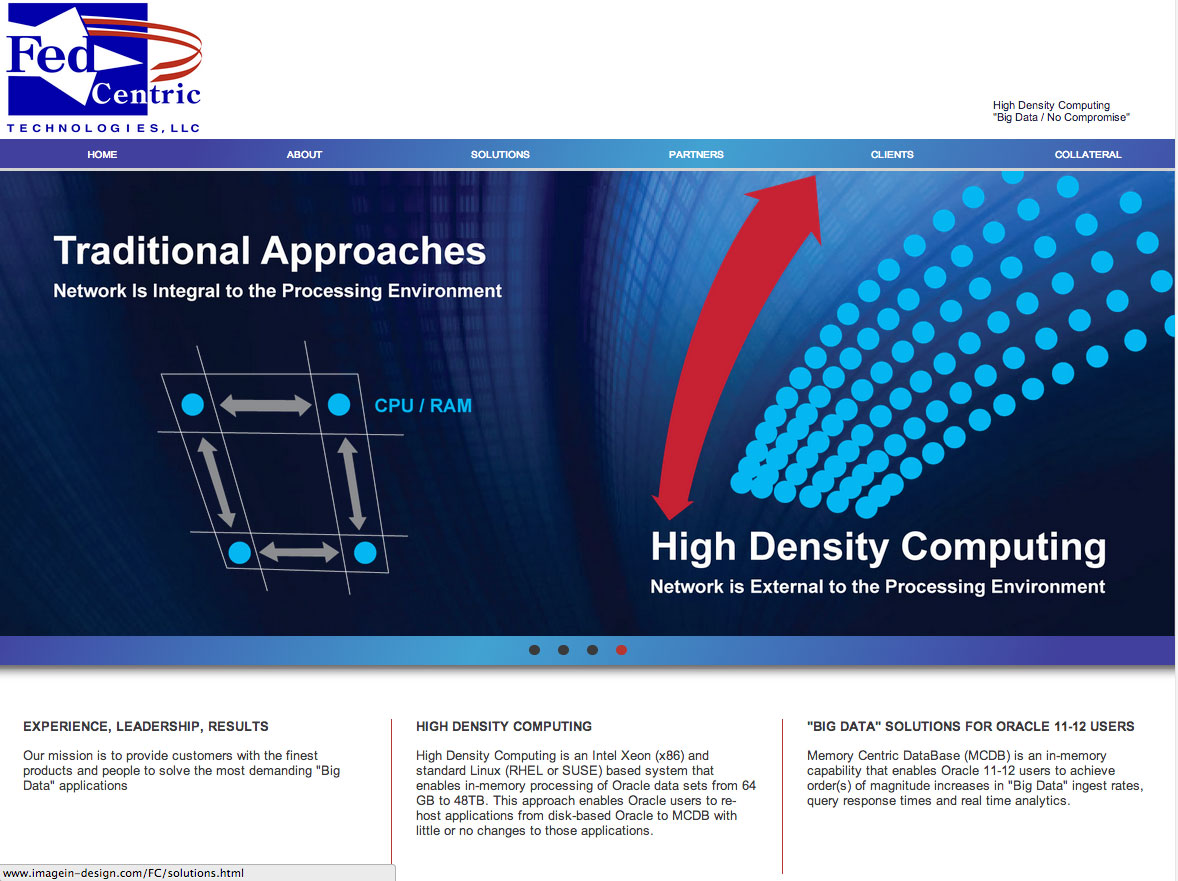 Fed
Centric
TECHNOLOGIES, LLC
High Density Computing
"Big Data / No Compromise"
HOME ABOUT SOLUTIONS PARTNERS CLIENTS COLLATERAL
Traditional Approaches
Network Is Integral to the Processing Environment
CPU / RAM
High Density Computing
Network is External to the Processing Environment
EXPERIENCE, LEADERSHIP, RESULTS
Our mission is to provide customers with the finest
products and people to solve the most demanding "Big
Data" applications
HIGH DENSITY COMPUTING
High Density Computing is an Intel Xeon (x86) and
standard Linux (RHEL or SUSE) based system that
enables in-memory processing of Oracle data sets from 64
GB to 48TB. This approach enables Oracle users to re-
host applications from disk-based Oracle to MCDB with
little or no changes to those applications.
"BIG DATA" SOLUTIONS FOR ORACLE 11-12 USERS
Memory Centric DataBase (MCDB) is an in-memory
capability that enables Oracle 11-12 users to achieve
order(s) of magnitude increases in "Big Data" ingest rates,
query response times and real time analytics.
www.imagein-design.com/FC/solutions.html